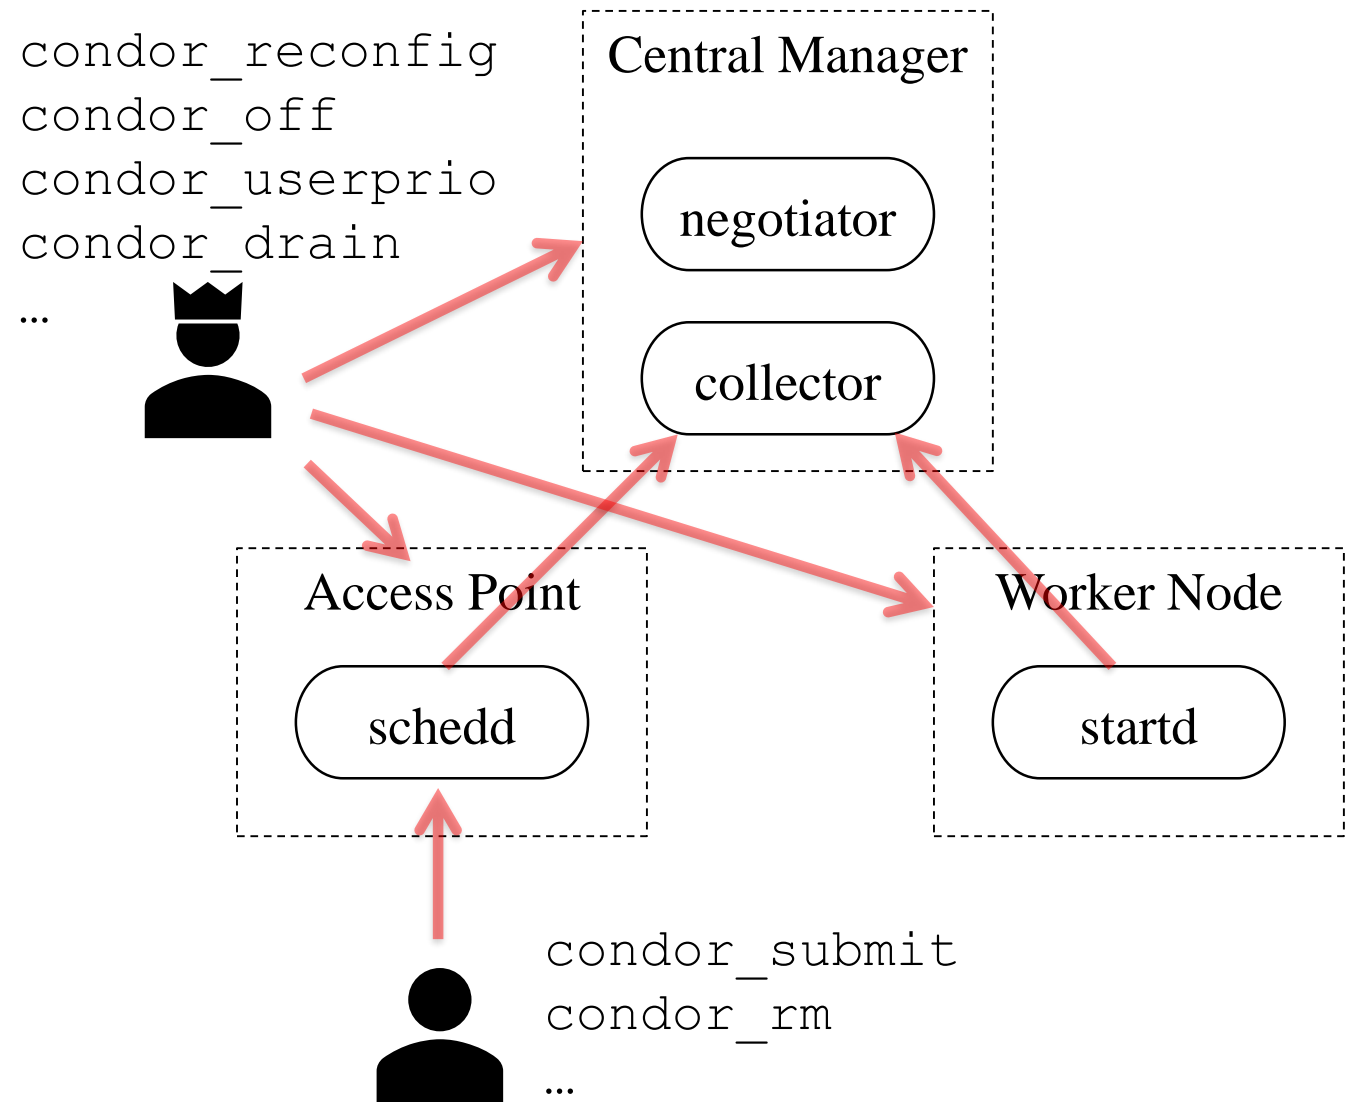 condor_reconfig
condor_off
condor_userprio
condor_drain
...
Central Manager
negotiator
collector
Access Point
schedd
Worker Node
startd
condor_submit
condor_rm
...